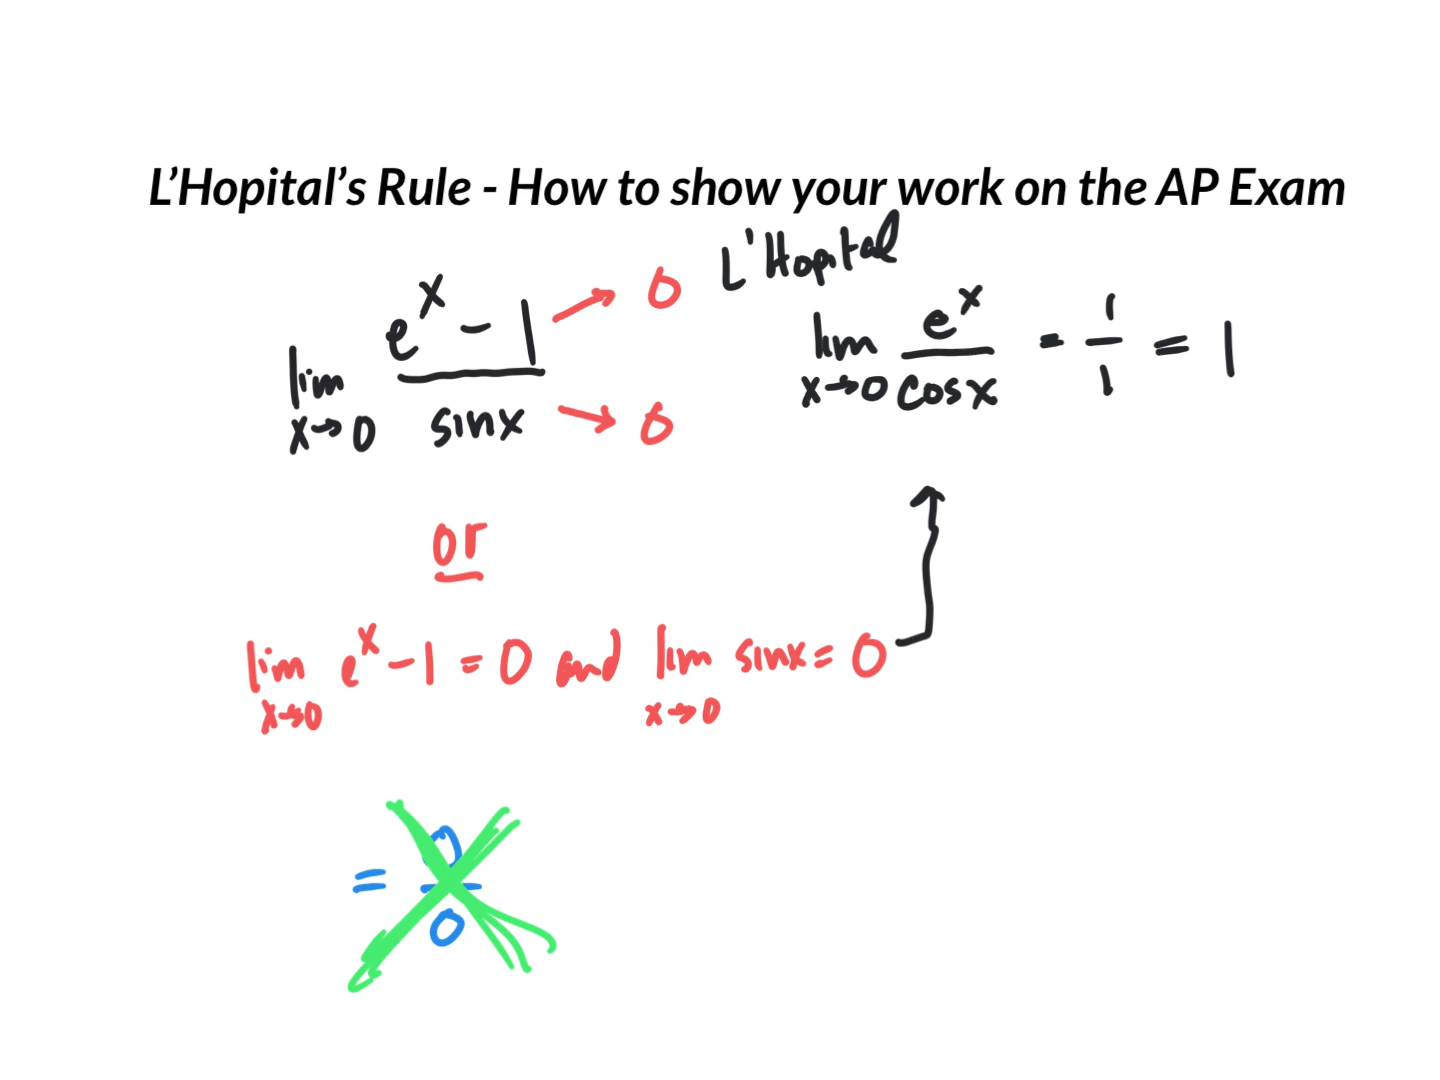 L'Hopital's Rule - How to show your work on the AP Exam
lim x→0 (e^x - 1)/(sinx) → 0 → 0
L'Hopital
lim x→0 e^x/cosx = 1/1 = 1
or
lim x→0 e^x - 1 = 0 and lim x→0 sinx = 0
= 0/0